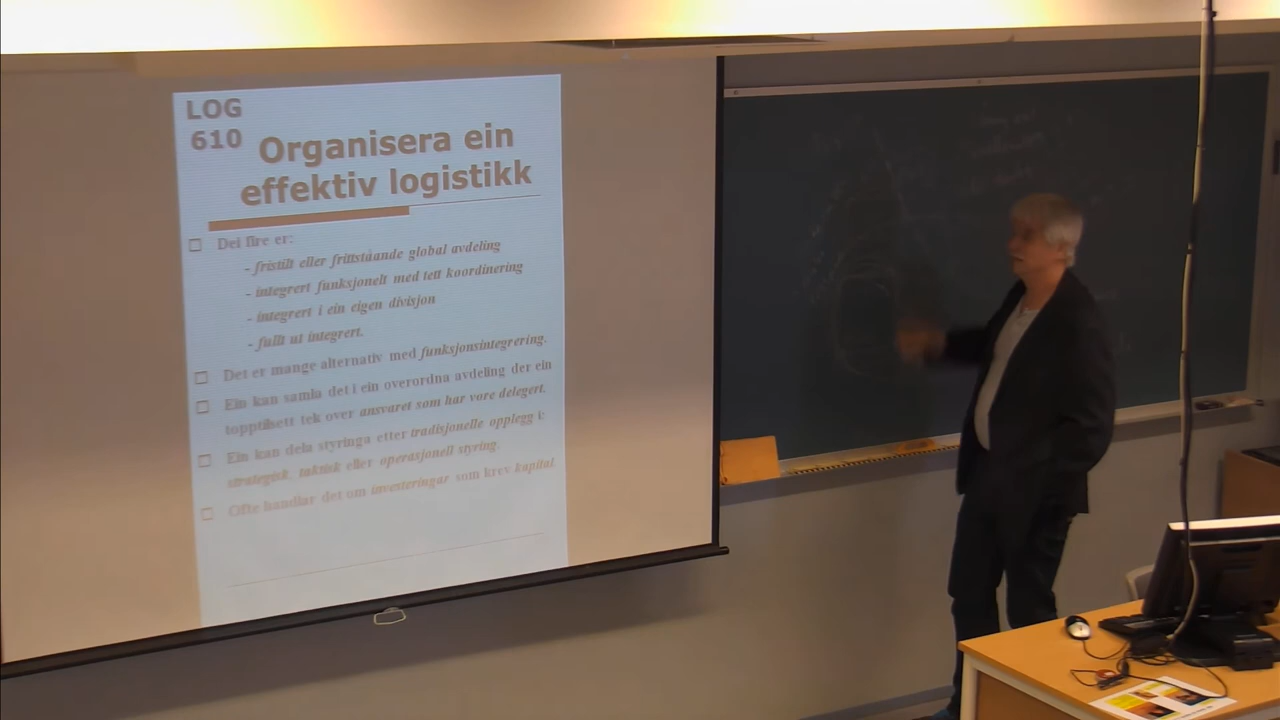 LOG
610
Organisera ein
effektiv logistikk
Dei fire er:
- fristilt eller frittståande global avdeling
- integrert funksjonelt med tett koordinering
- integrert i ein eigen divisjon
- fullt ut integrert.
Det er mange alternativ med funksjonsintegrering.
Ein kan samla det i ein overordna avdeling der ein
topptilsett tek over ansvaret som har vore delegert.
Ein kan dela styringa etter tradisjonelle opplegg i:
strategisk, taktisk eller operasjonell styring.
Ofte handlar det om investeringar som krev kapital